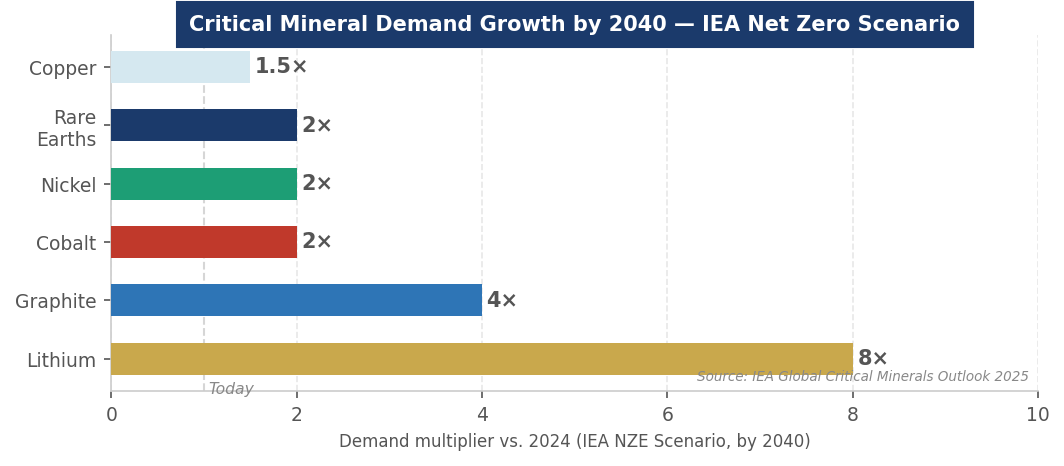 Critical Mineral Demand Growth by 2040 — IEA Net Zero Scenario
Copper
1.5×
Rare
Earths
2×
Nickel
2×
Cobalt
2×
Graphite
4×
Lithium
8×
Source: IEA Global Critical Minerals Outlook 2025
Today
0 2 4 6 8 10
Demand multiplier vs. 2024 (IEA NZE Scenario, by 2040)